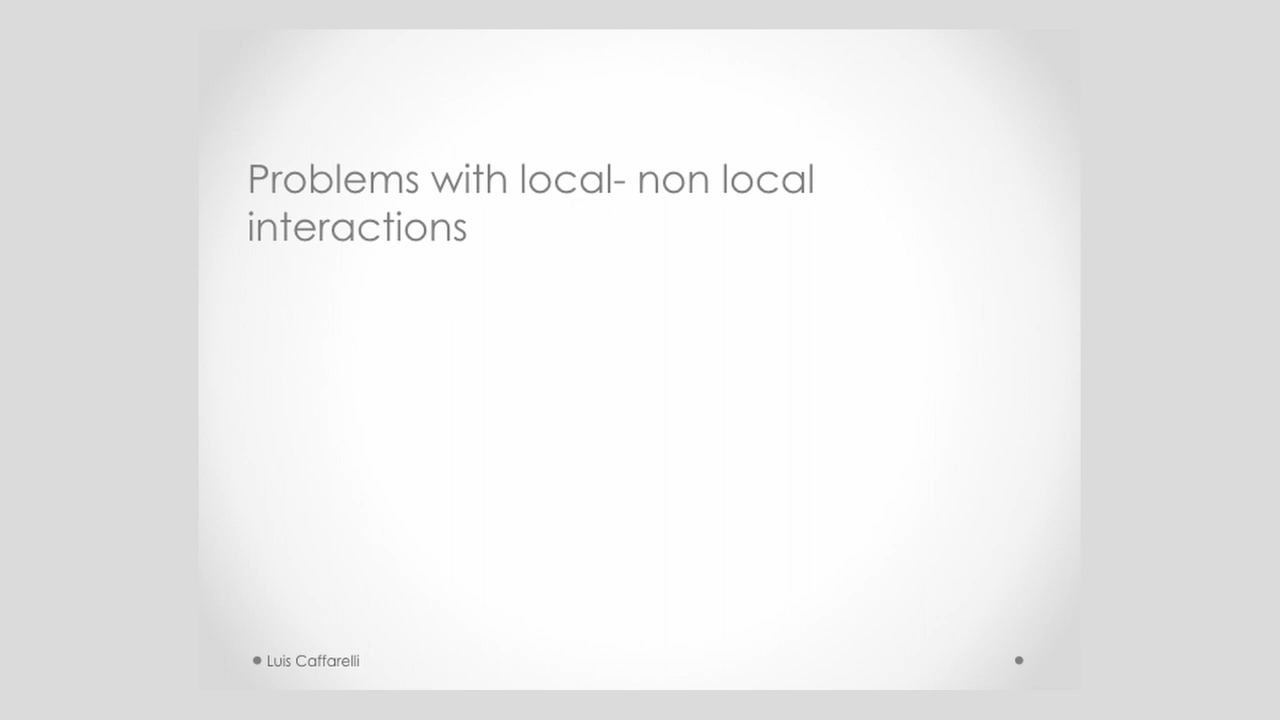 Problems with local- non local
interactions
• Luis Caffarelli
•